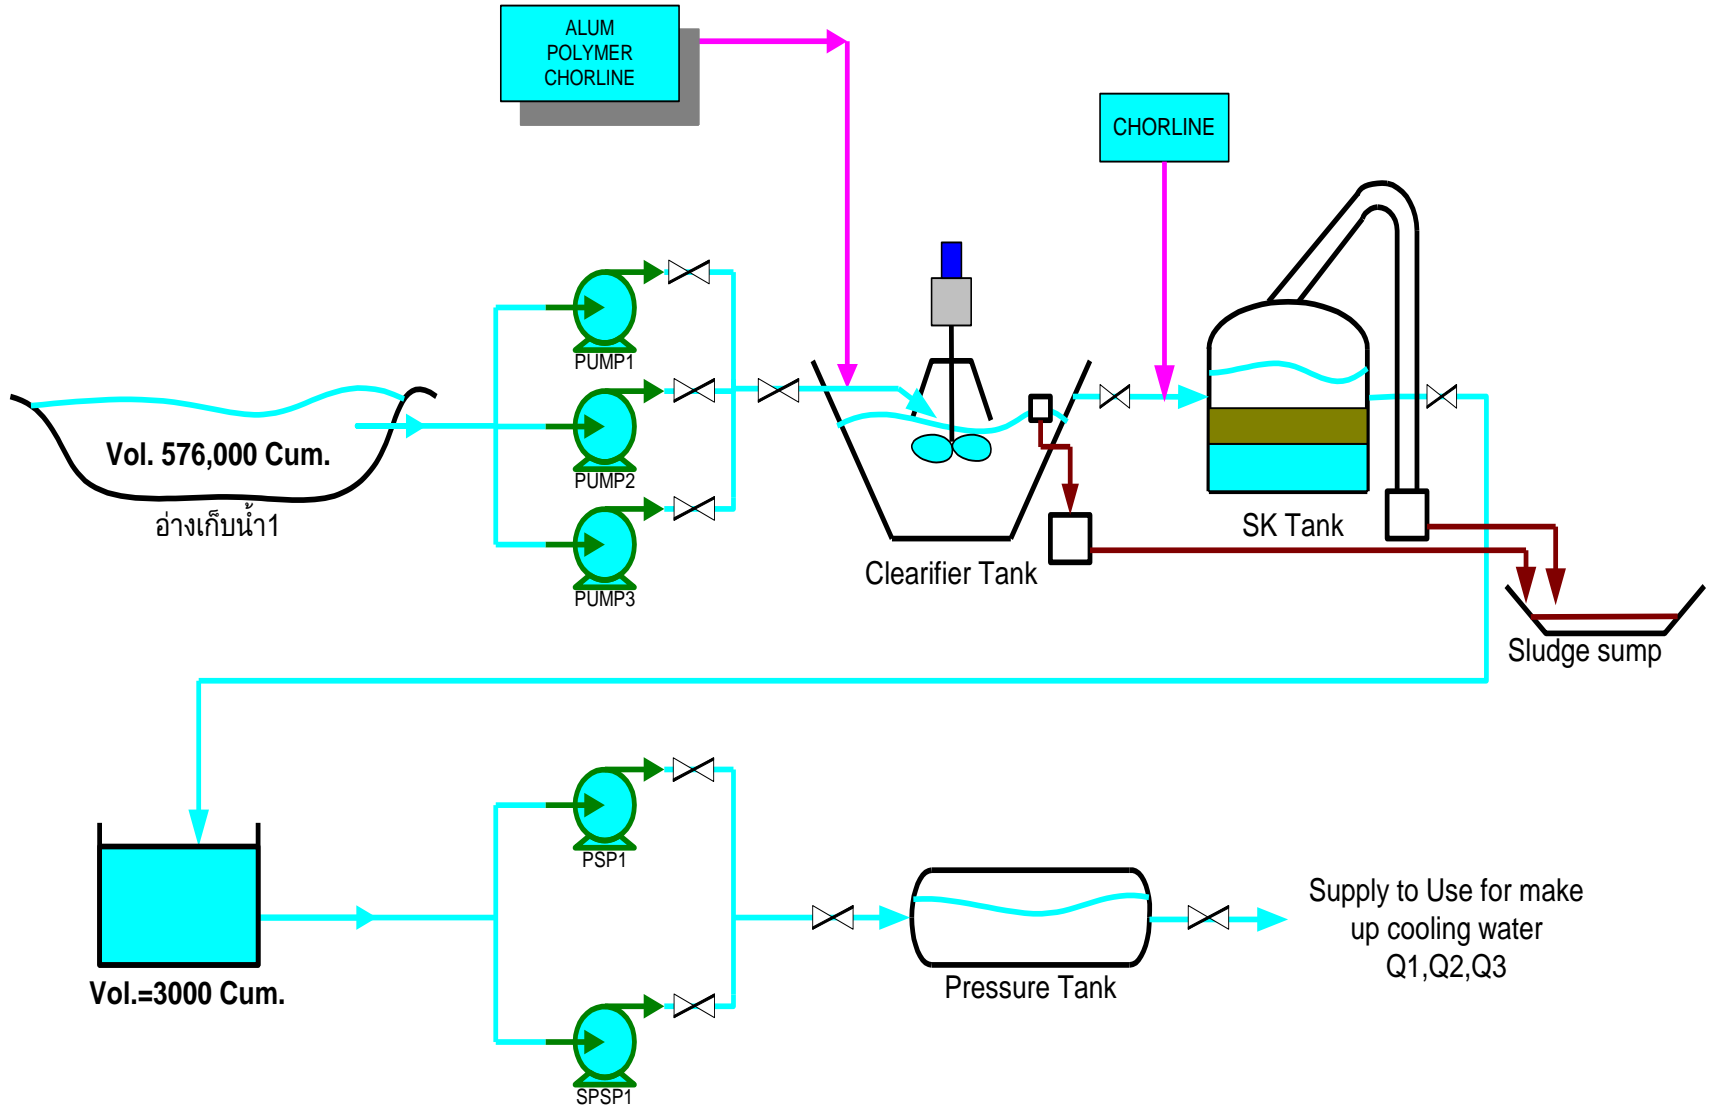 ALUM
POLYMER
CHORLINE
CHORLINE
PUMP1
Vol. 576,000 Cum.
อ่างเก็บน้ำ1
PUMP2
PUMP3
Clearifier Tank
SK Tank
Sludge sump
PSP1
Vol.=3000 Cum.
SPSP1
Pressure Tank
Supply to Use for make
up cooling water
Q1,Q2,Q3